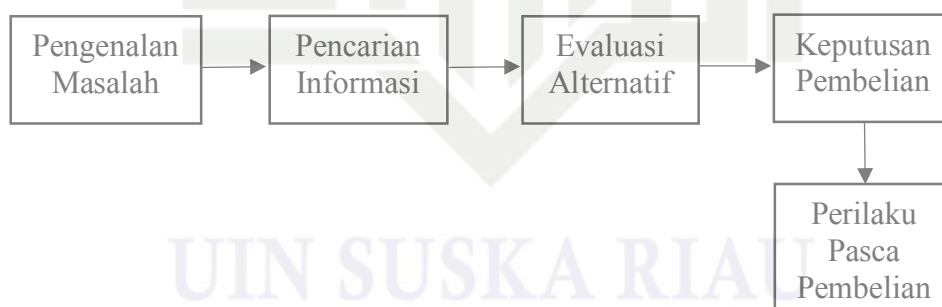 Pengenalan
Masalah
Pencarian
Informasi
Evaluasi
Alternatif
Keputusan
Pembelian
Perilaku
Pasca
Pembelian
UIN SUSKA RIAU